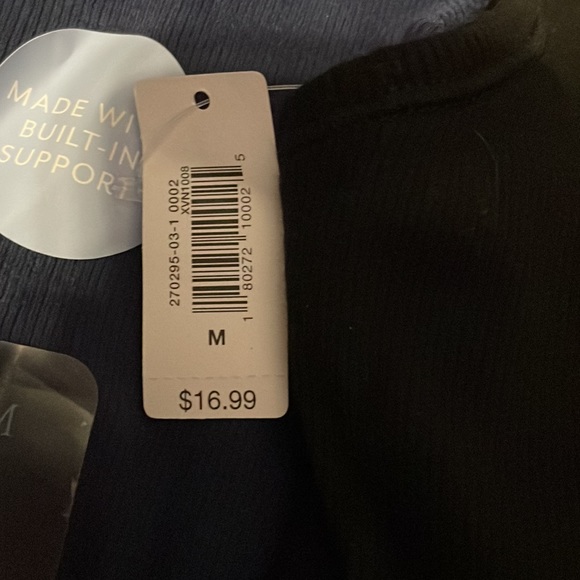 MADE WI
BUILT-IN
SUPPORT
270295-03-1 0002
XVN1008
1 80272 10002 5
M
$16.99